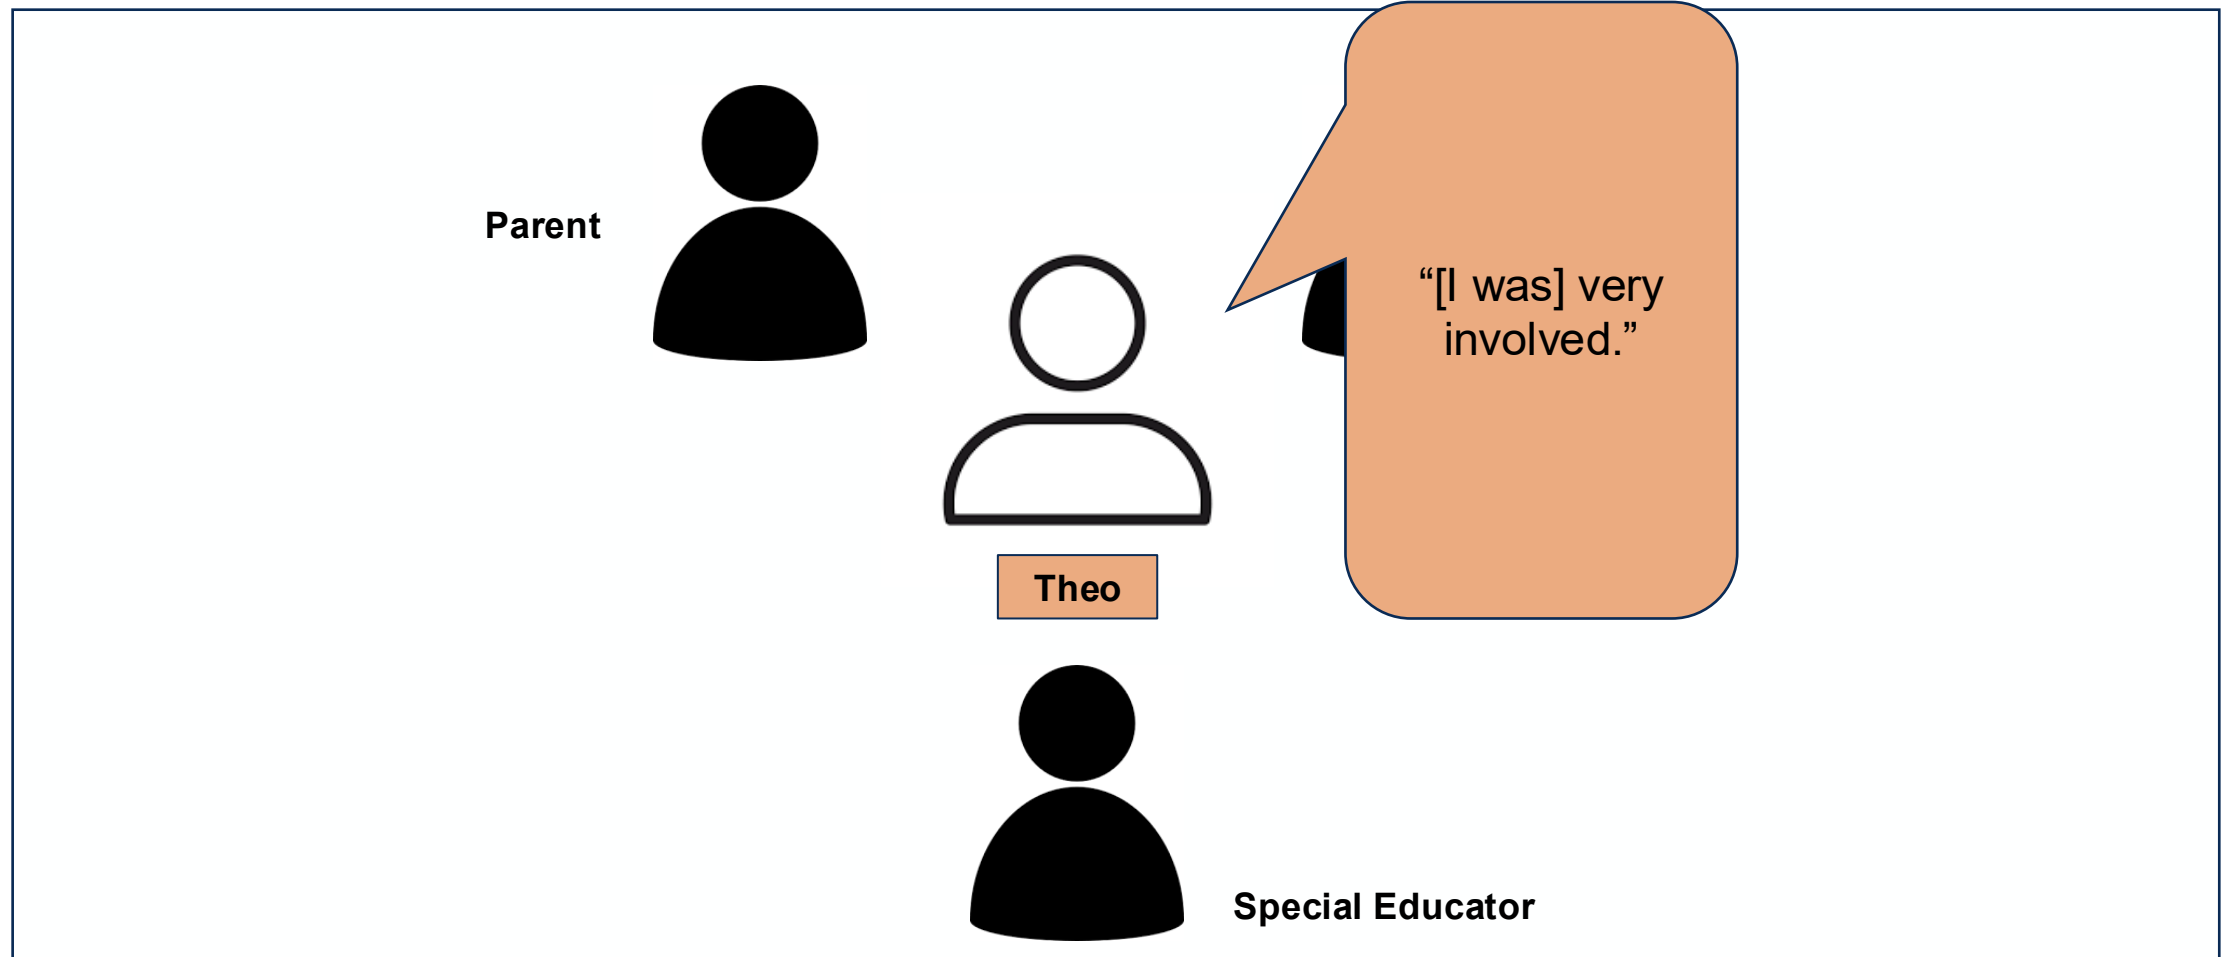 Parent
“[I was] very
involved.”
Theo
Special Educator